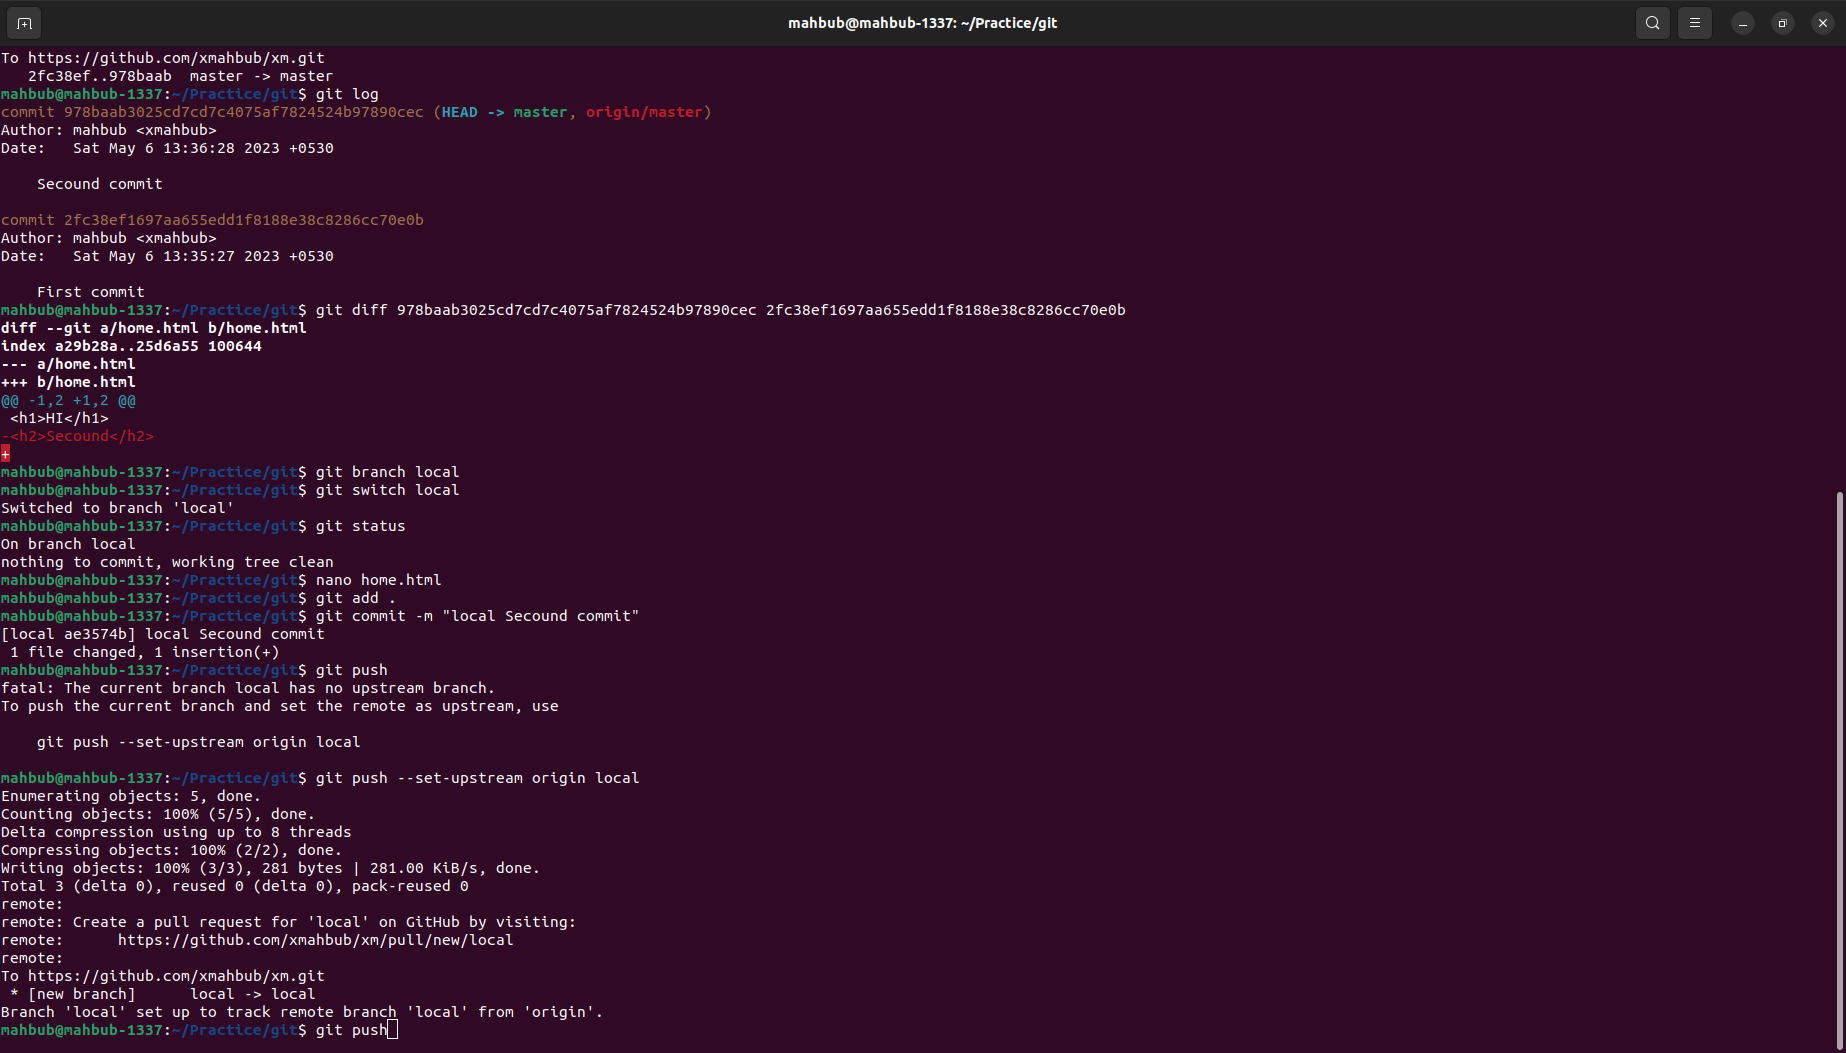 mahbub@mahbub-1337: ~/Practice/git
To https://github.com/xmahbub/xm.git
   2fc38ef..978baab  master -> master
mahbub@mahbub-1337:~/Practice/git$ git log
commit 978baab3025cd7cd7c4075af7824524b97890cec (HEAD -> master, origin/master)
Author: mahbub <xmahbub>
Date:   Sat May 6 13:36:28 2023 +0530
    Secound commit
commit 2fc38ef1697aa655edd1f8188e38c8286cc70e0b
Author: mahbub <xmahbub>
Date:   Sat May 6 13:35:27 2023 +0530
    First commit
mahbub@mahbub-1337:~/Practice/git$ git diff 978baab3025cd7cd7c4075af7824524b97890cec 2fc38ef1697aa655edd1f8188e38c8286cc70e0b
diff --git a/home.html b/home.html
index a29b28a..25d6a55 100644
--- a/home.html
+++ b/home.html
@@ -1,2 +1,2 @@
 <h1>HI</h1>
-<h2>Secound</h2>
+
mahbub@mahbub-1337:~/Practice/git$ git branch local
mahbub@mahbub-1337:~/Practice/git$ git switch local
Switched to branch 'local'
mahbub@mahbub-1337:~/Practice/git$ git status
On branch local
nothing to commit, working tree clean
mahbub@mahbub-1337:~/Practice/git$ nano home.html
mahbub@mahbub-1337:~/Practice/git$ git add .
mahbub@mahbub-1337:~/Practice/git$ git commit -m "local Secound commit"
[local ae3574b] local Secound commit
 1 file changed, 1 insertion(+)
mahbub@mahbub-1337:~/Practice/git$ git push
fatal: The current branch local has no upstream branch.
To push the current branch and set the remote as upstream, use
    git push --set-upstream origin local
mahbub@mahbub-1337:~/Practice/git$ git push --set-upstream origin local
Enumerating objects: 5, done.
Counting objects: 100% (5/5), done.
Delta compression using up to 8 threads
Compressing objects: 100% (2/2), done.
Writing objects: 100% (3/3), 281 bytes | 281.00 KiB/s, done.
Total 3 (delta 0), reused 0 (delta 0), pack-reused 0
remote:
remote: Create a pull request for 'local' on GitHub by visiting:
remote:      https://github.com/xmahbub/xm/pull/new/local
remote:
To https://github.com/xmahbub/xm.git
 * [new branch]      local -> local
Branch 'local' set up to track remote branch 'local' from 'origin'.
mahbub@mahbub-1337:~/Practice/git$ git push